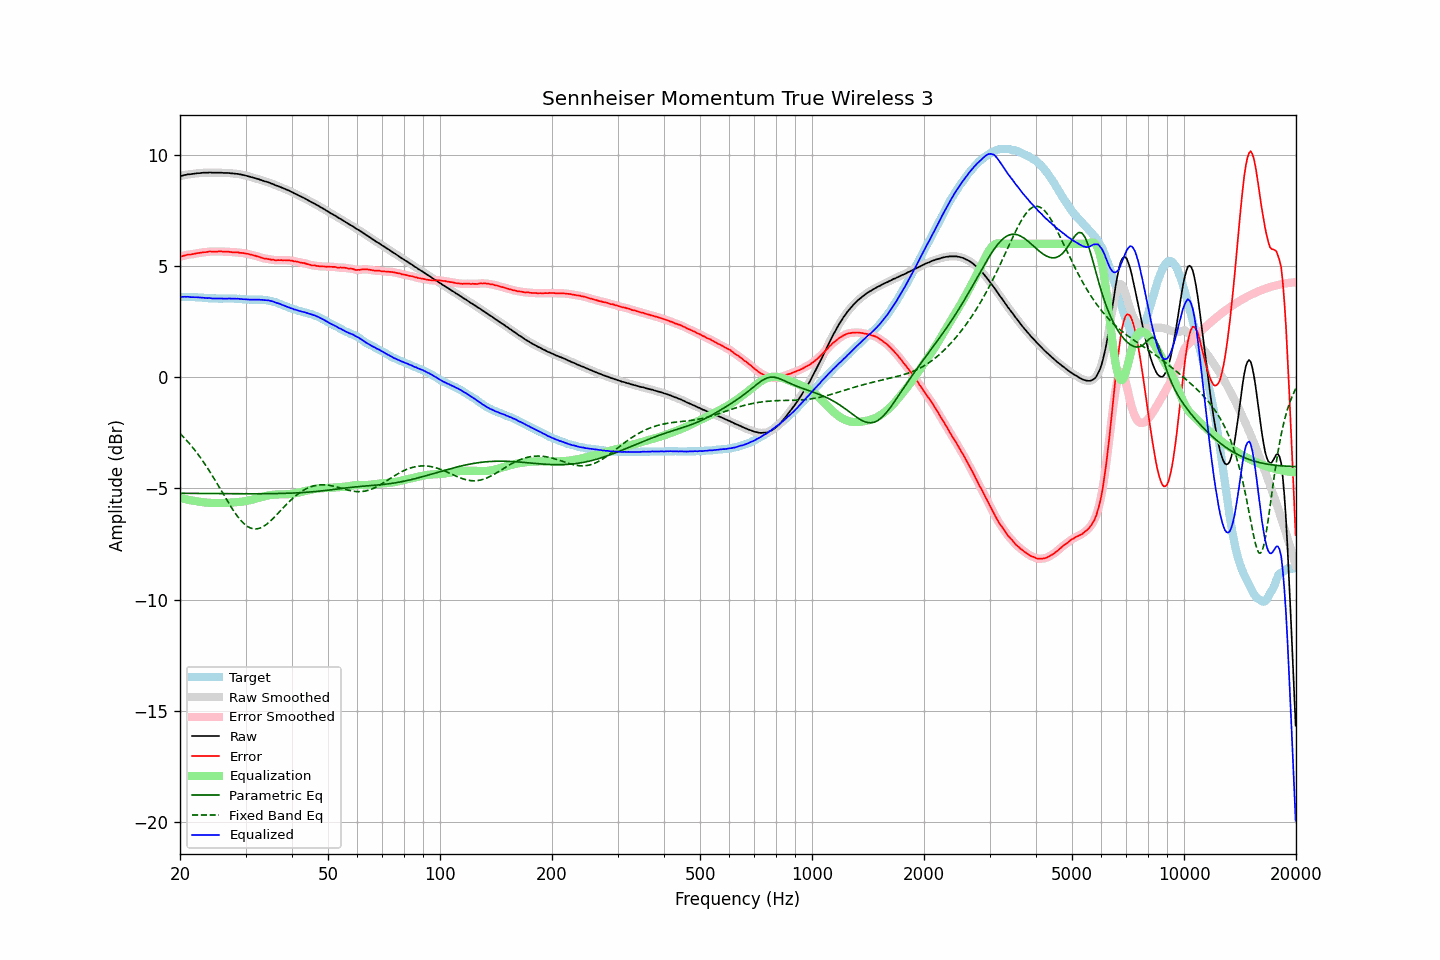 Sennheiser Momentum True Wireless 3
Amplitude (dBr)
10
5
0
−5
−10
−15
−20
Target
Raw Smoothed
Error Smoothed
Raw
Error
Equalization
Parametric Eq
Fixed Band Eq
Equalized
20 50 100 200 500 1000 2000 5000 10000 20000
Frequency (Hz)